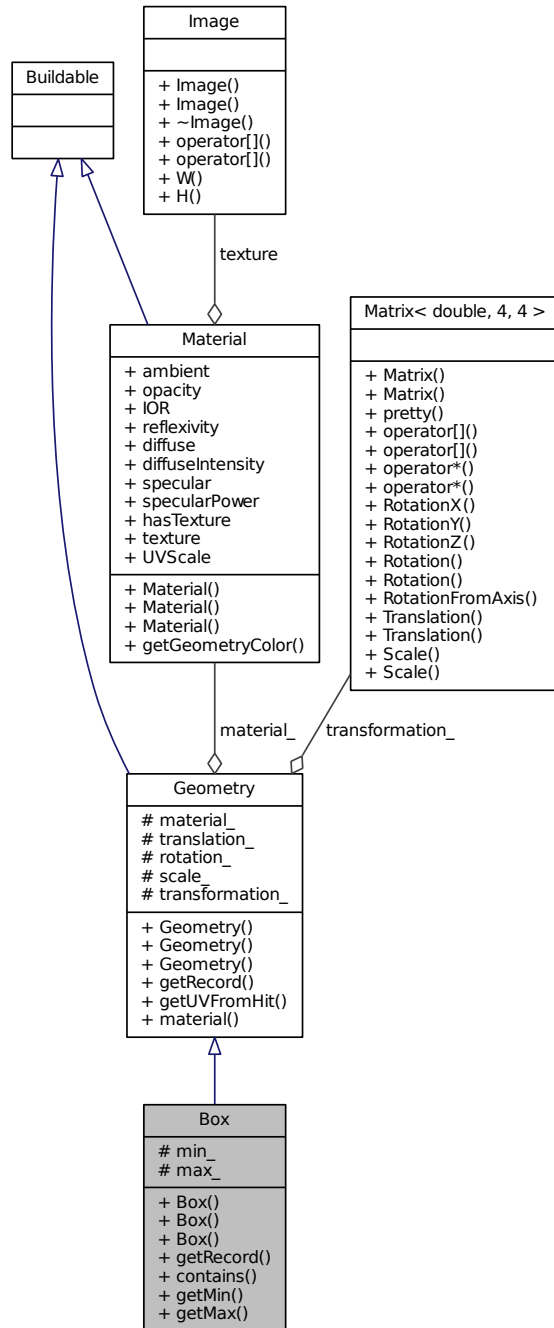 Image
+ Image()
+ Image()
+ ~Image()
+ operator[]()
+ operator[]()
+ W()
+ H()
Buildable
texture
Material
+ ambient
+ opacity
+ IOR
+ reflexivity
+ diffuse
+ diffuseIntensity
+ specular
+ specularPower
+ hasTexture
+ texture
+ UVScale
+ Material()
+ Material()
+ Material()
+ getGeometryColor()
Matrix< double, 4, 4 >
+ Matrix()
+ Matrix()
+ pretty()
+ operator[]()
+ operator[]()
+ operator*()
+ operator*()
+ RotationX()
+ RotationY()
+ RotationZ()
+ Rotation()
+ Rotation()
+ RotationFromAxis()
+ Translation()
+ Translation()
+ Scale()
+ Scale()
material_
transformation_
Geometry
# material_
# translation_
# rotation_
# scale_
# transformation_
+ Geometry()
+ Geometry()
+ Geometry()
+ getRecord()
+ getUVFromHit()
+ material()
Box
# min_
# max_
+ Box()
+ Box()
+ Box()
+ getRecord()
+ contains()
+ getMin()
+ getMax()